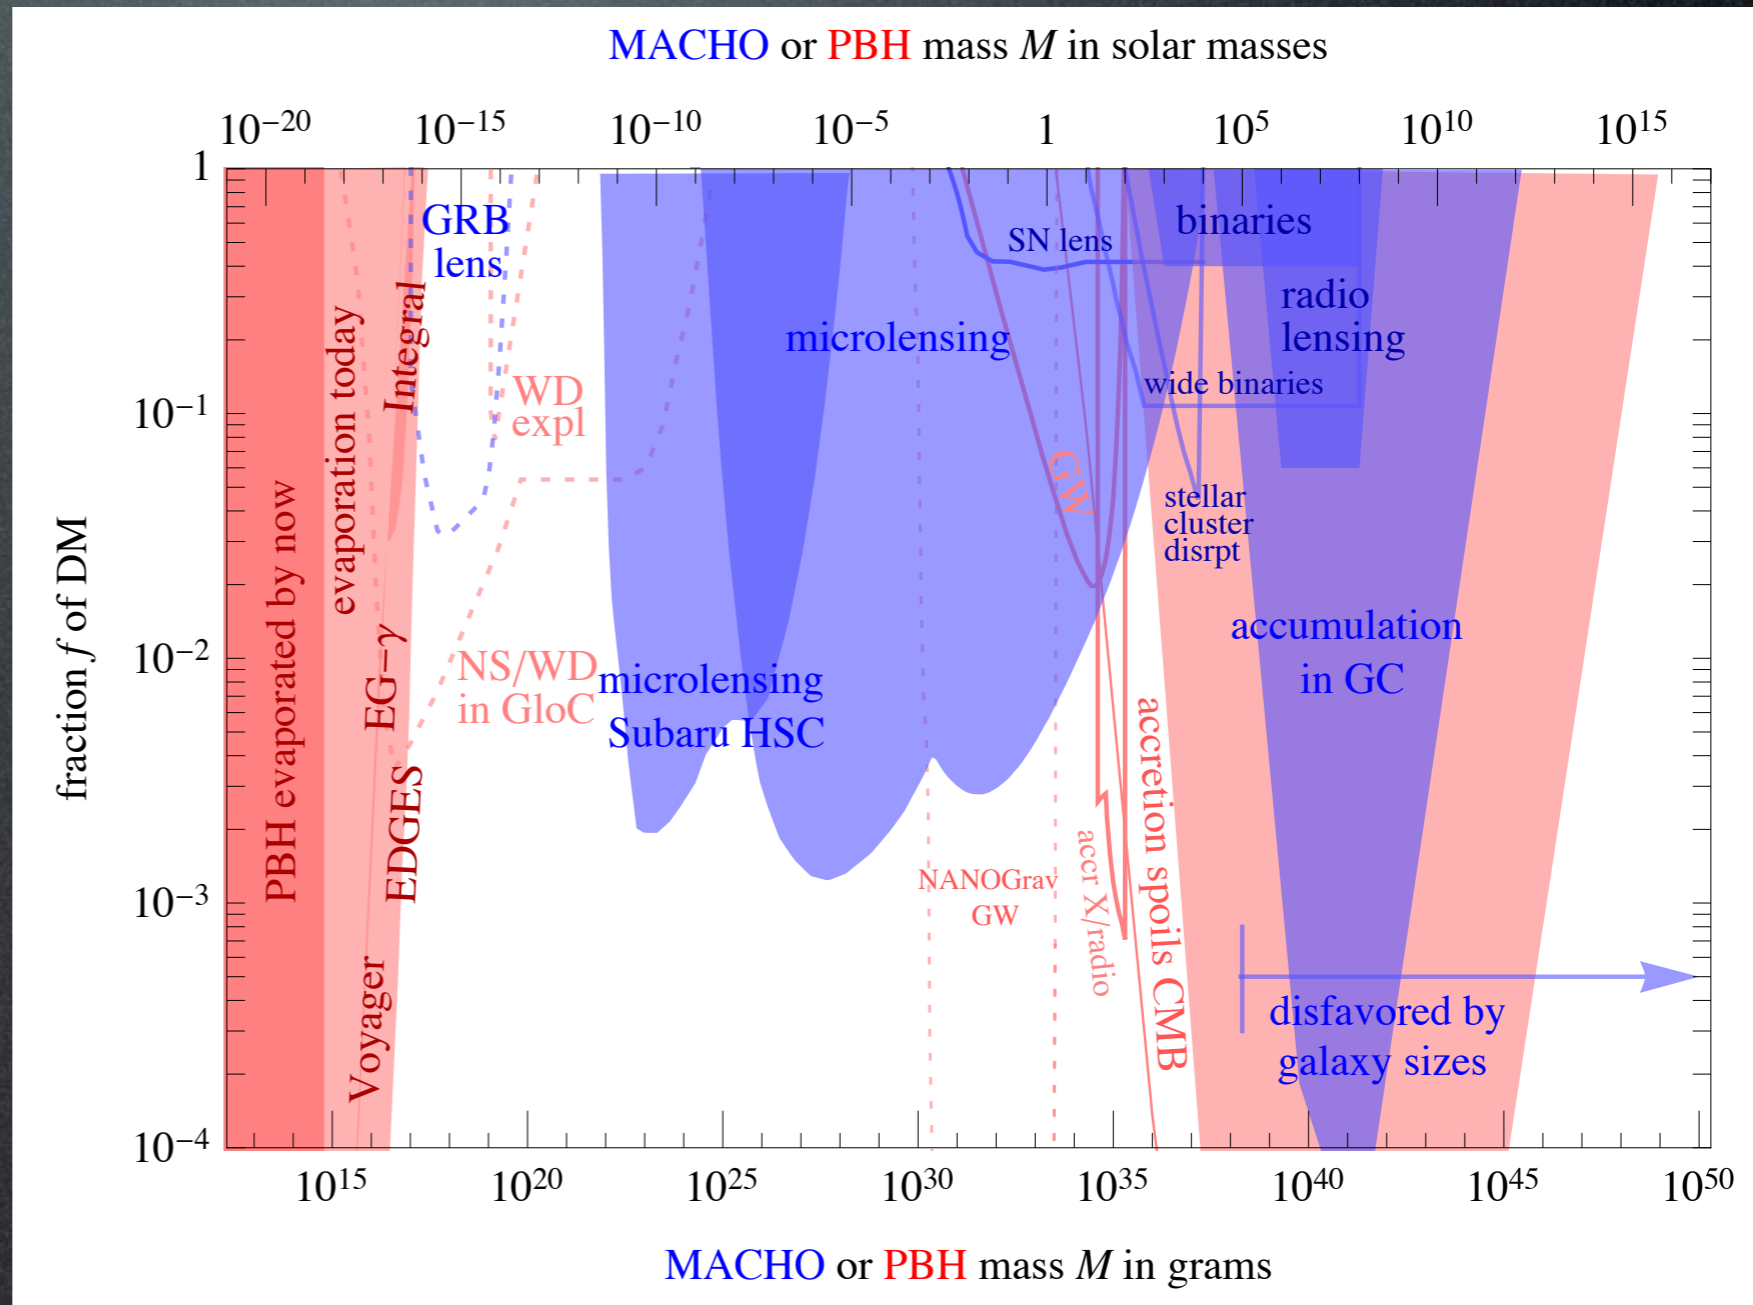 MACHO or PBH mass M in solar masses
10⁻²⁰ 10⁻¹⁵ 10⁻¹⁰ 10⁻⁵ 1 10⁵ 10¹⁰ 10¹⁵
1
10⁻¹
10⁻²
10⁻³
10⁻⁴
fraction f of DM
PBH evaporated by now
evaporation today
Integral
EG-γ
EDGES
Voyager
GRB
lens
WD
expl
NS/WD
in GloC
microlensing
Subaru HSC
microlensing
SN lens
GW
NANOGrav
GW
accr X/radio
accretion spoils CMB
binaries
radio
lensing
wide binaries
stellar
cluster
disrpt
accumulation
in GC
disfavored by
galaxy sizes
10¹⁵ 10²⁰ 10²⁵ 10³⁰ 10³⁵ 10⁴⁰ 10⁴⁵ 10⁵⁰
MACHO or PBH mass M in grams